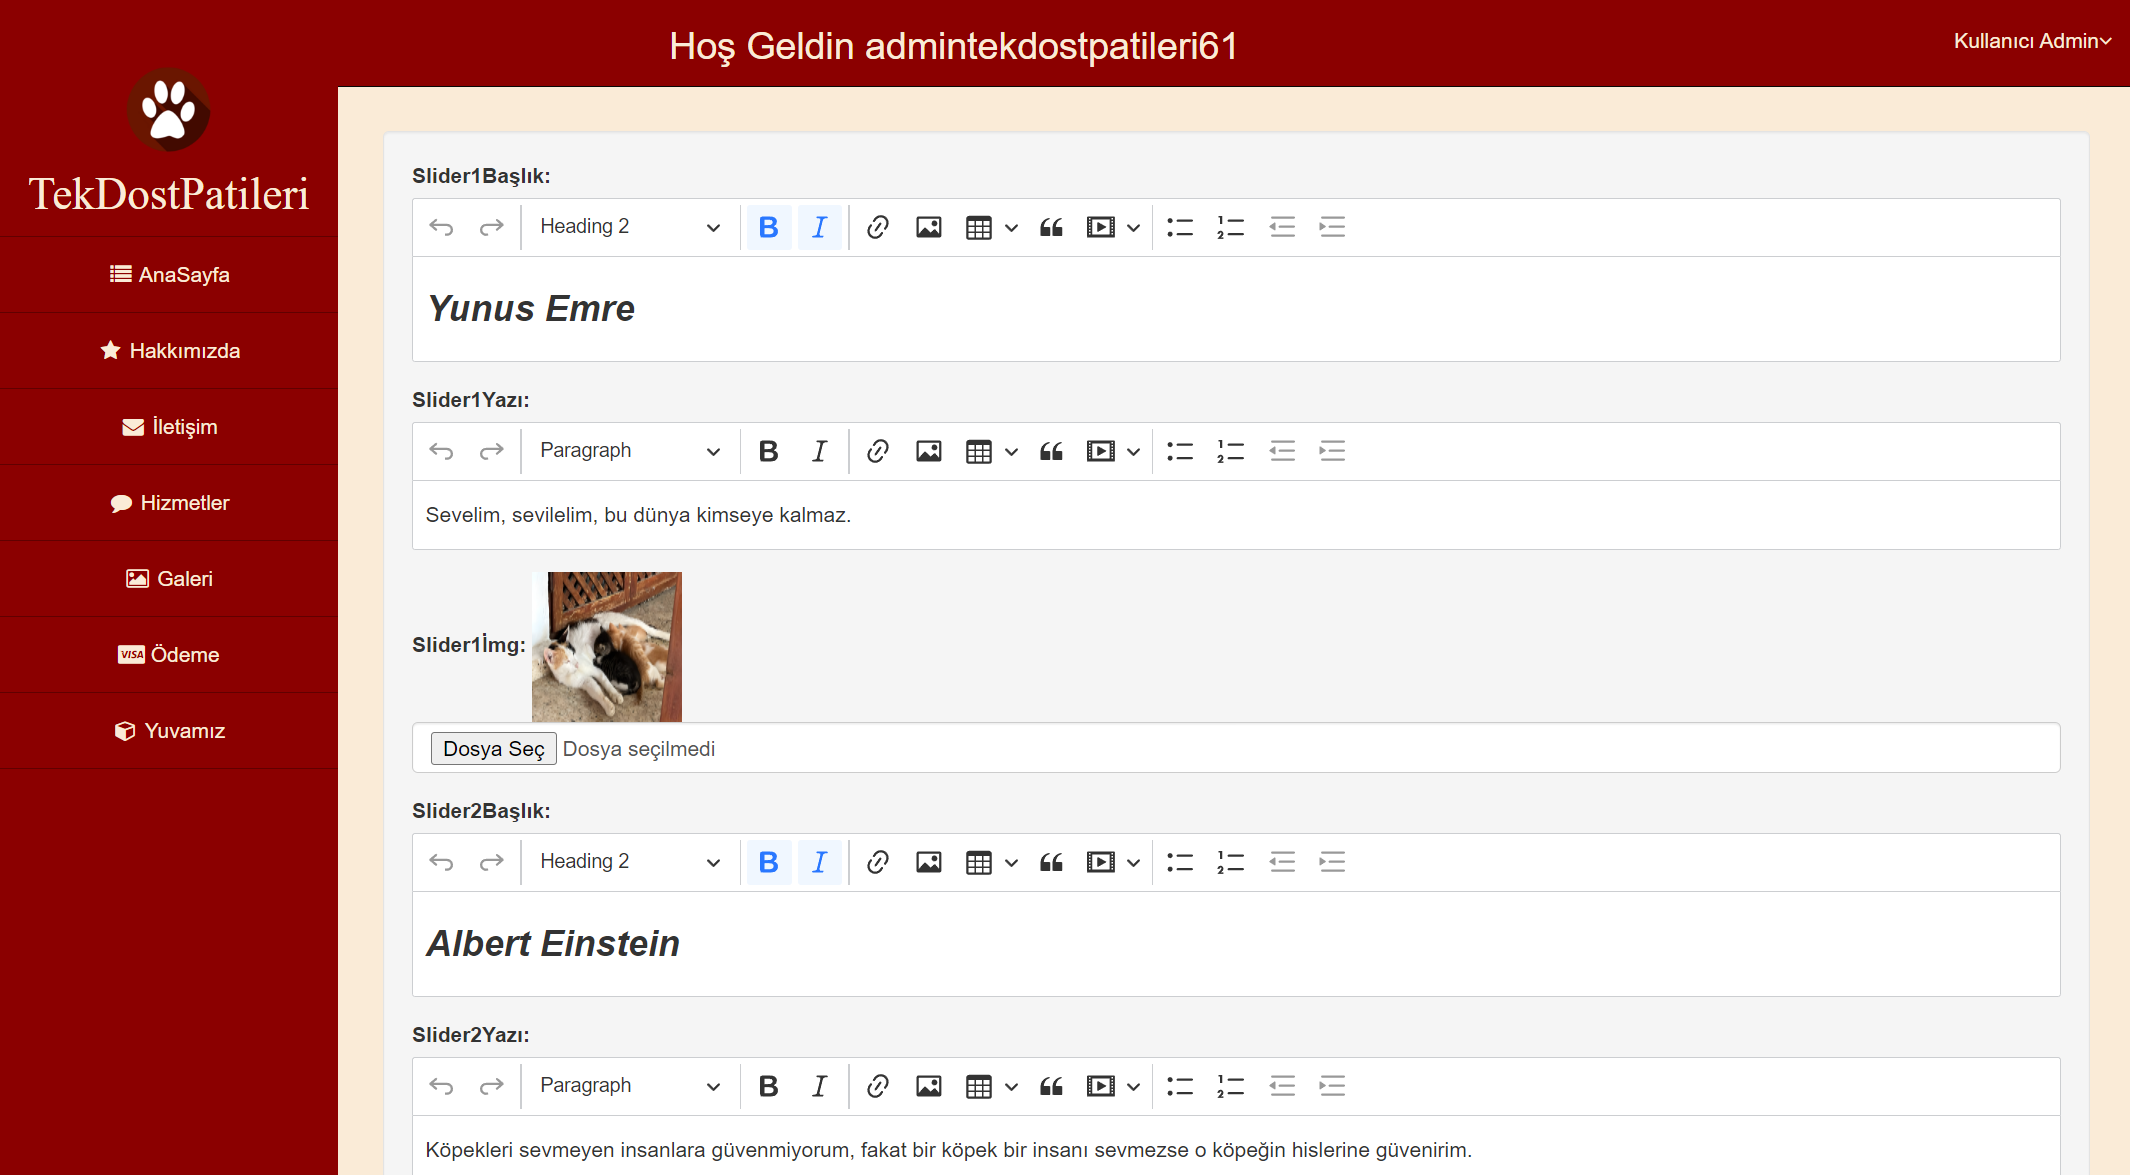 Hoş Geldin admintekdostpatileri61
Kullanıcı Admin
TekDostPatileri
AnaSayfa
Hakkımızda
İletişim
Hizmetler
Galeri
VISA Ödeme
Yuvamız
Slider1Başlık:
Heading 2
Yunus Emre
Slider1Yazı:
Paragraph
Sevelim, sevilelim, bu dünya kimseye kalmaz.
Slider1İmg:
Dosya Seç Dosya seçilmedi
Slider2Başlık:
Heading 2
Albert Einstein
Slider2Yazı:
Paragraph
Köpekleri sevmeyen insanlara güvenmiyorum, fakat bir köpek bir insanı sevmezse o köpeğin hislerine güvenirim.